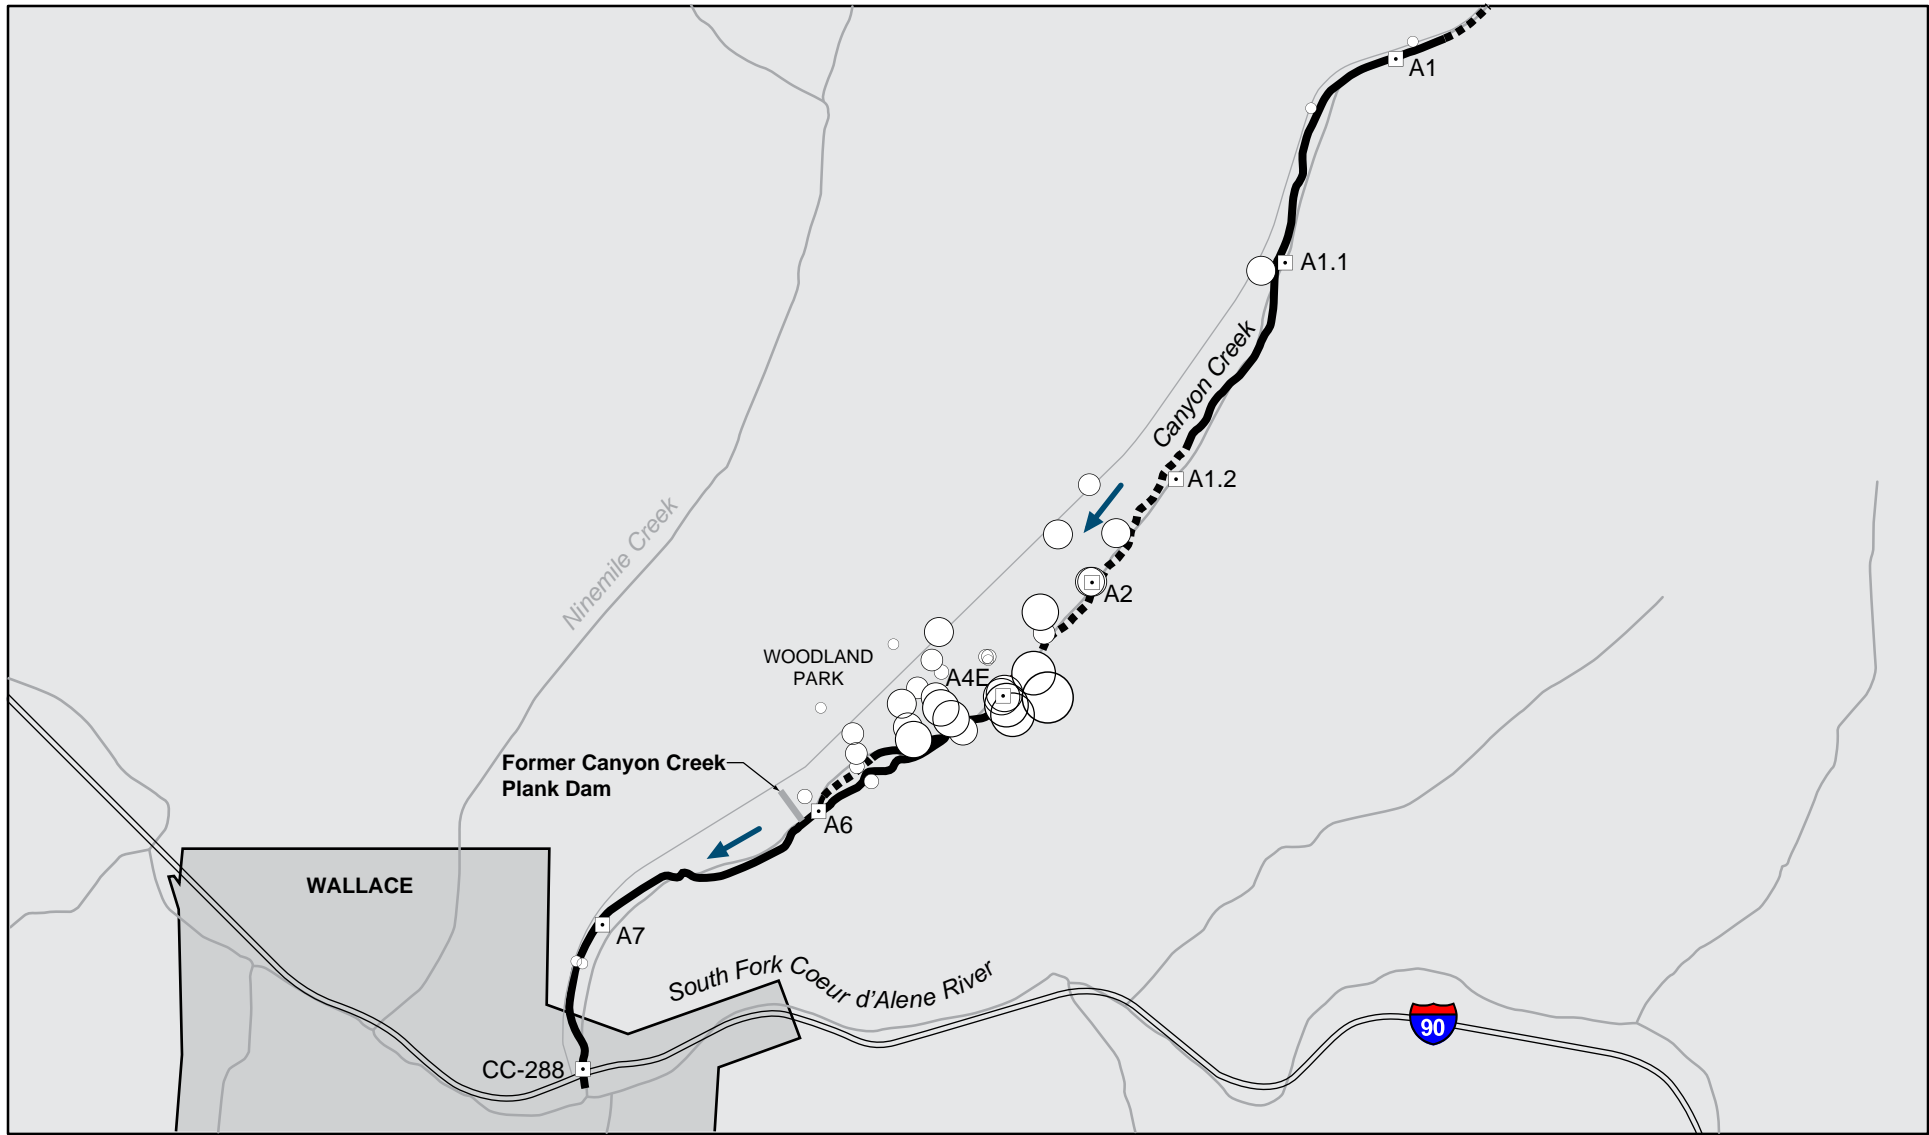 A1
A1.1
Canyon Creek
A1.2
Ninemile Creek
A2
WOODLAND
PARK
A4E
Former Canyon Creek
Plank Dam
A6
WALLACE
A7
South Fork Coeur d'Alene River
90
CC-288